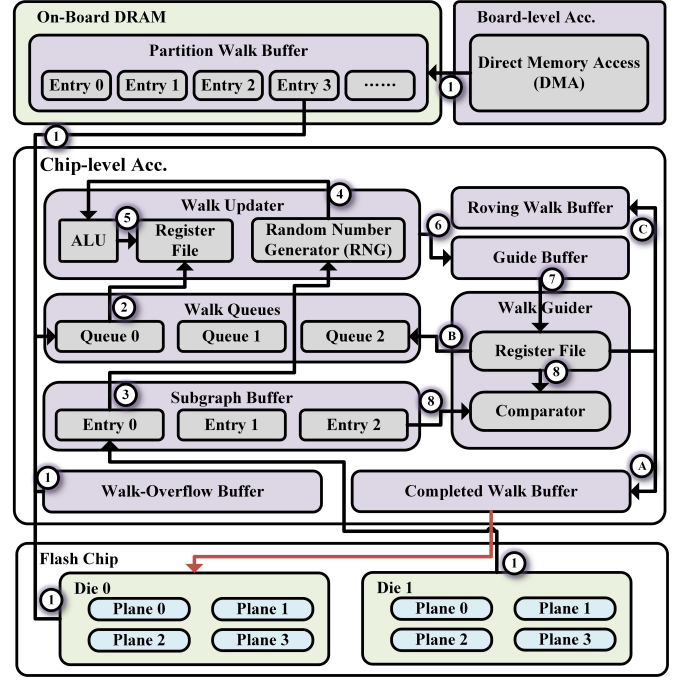 On-Board DRAM
Board-level Acc.
Partition Walk Buffer
Entry 0
Entry 1
Entry 2
Entry 3
······
Direct Memory Access
(DMA)
1
1
Chip-level Acc.
Walk Updater
4
5
ALU
Register
File
Random Number
Generator (RNG)
6
Roving Walk Buffer
C
Guide Buffer
7
2
Walk Queues
Queue 0
Queue 1
Queue 2
B
Walk Guider
Register File
8
Comparator
3
Subgraph Buffer
Entry 0
Entry 1
Entry 2
8
1
Walk-Overflow Buffer
Completed Walk Buffer
A
Flash Chip
1
1
Die 0
Plane 0
Plane 1
Plane 2
Plane 3
Die 1
Plane 0
Plane 1
Plane 2
Plane 3